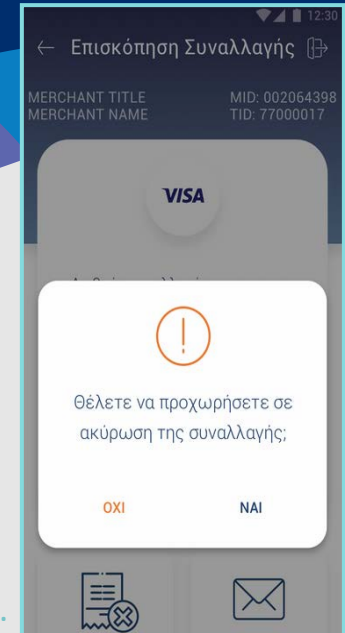 12:30
Επισκόπηση Συναλλαγής
MERCHANT TITLE
MID: 002064398
MERCHANT NAME
TID: 77000017
VISA
Θέλετε να προχωρήσετε σε
ακύρωση της συναλλαγής;
ΟΧΙ
ΝΑΙ